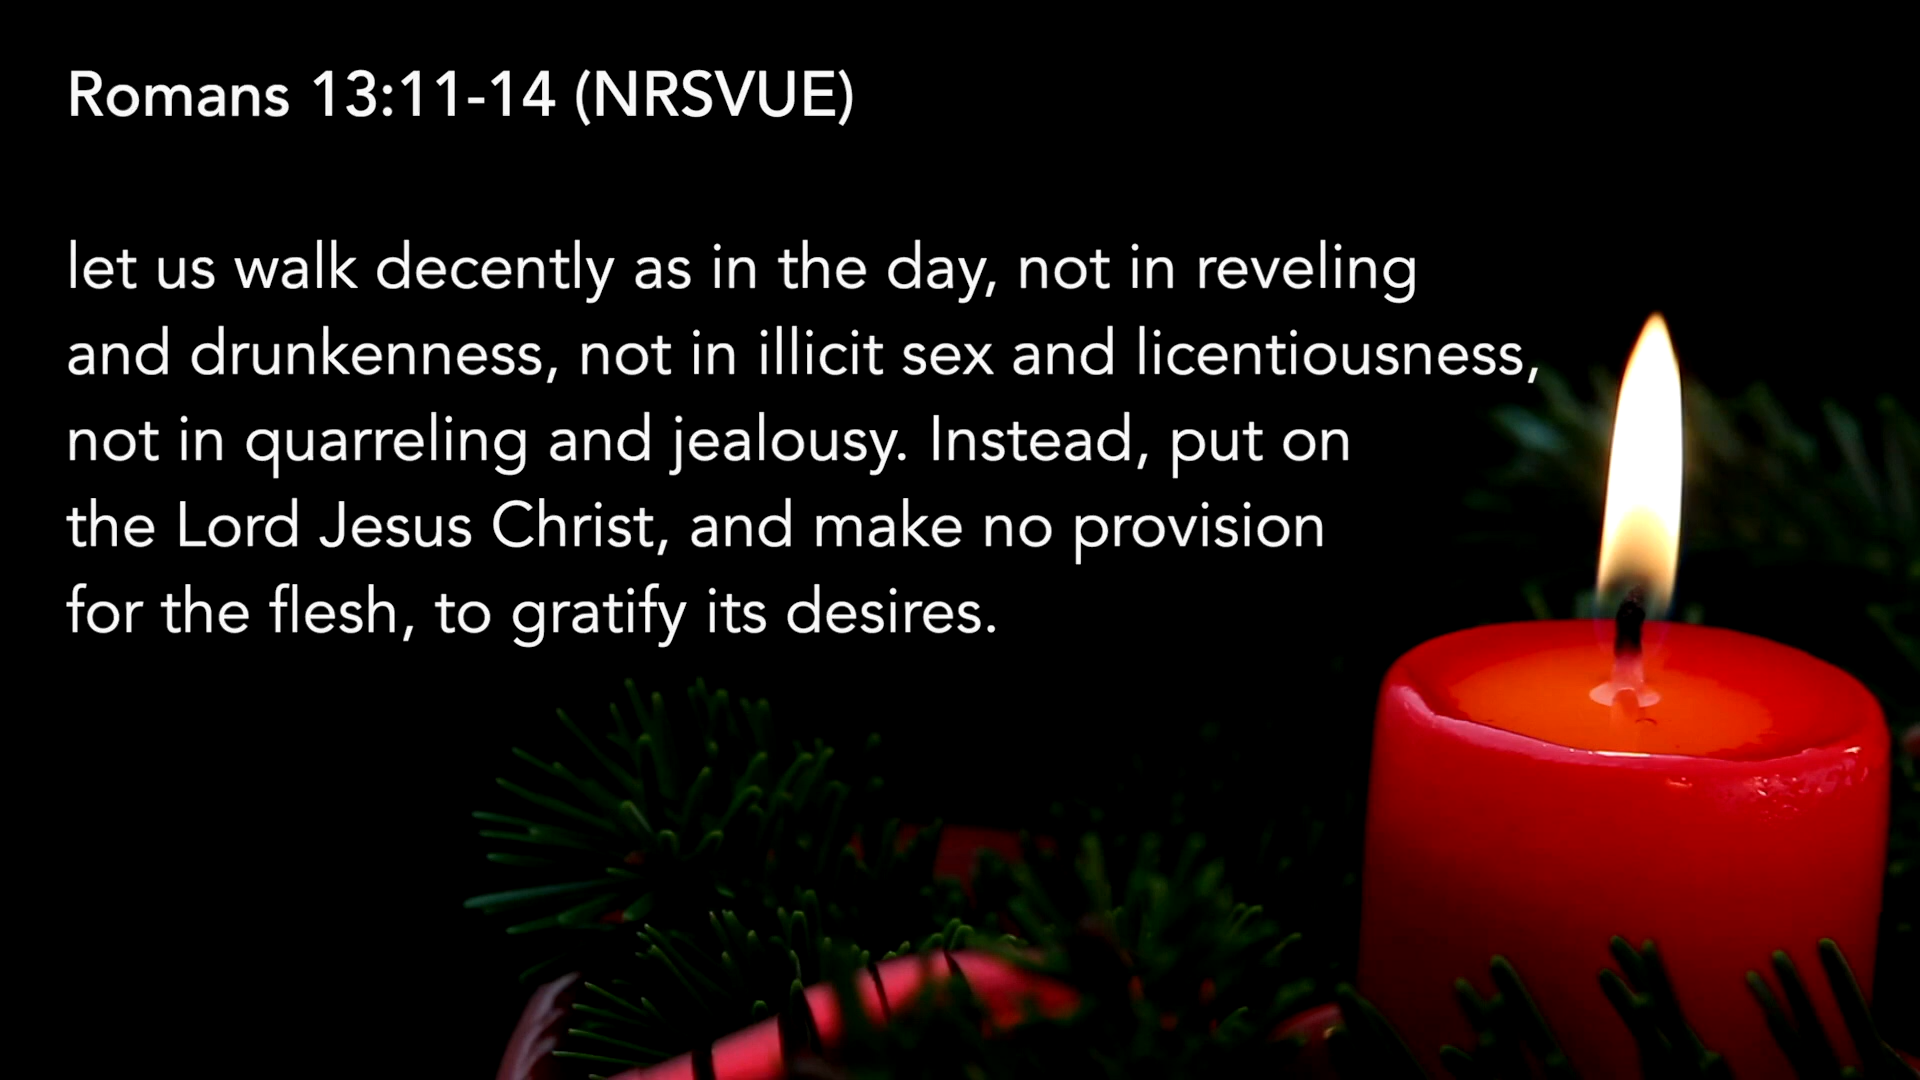 Romans 13:11-14 (NRSVUE)
let us walk decently as in the day, not in reveling
and drunkenness, not in illicit sex and licentiousness,
not in quarreling and jealousy. Instead, put on
the Lord Jesus Christ, and make no provision
for the flesh, to gratify its desires.